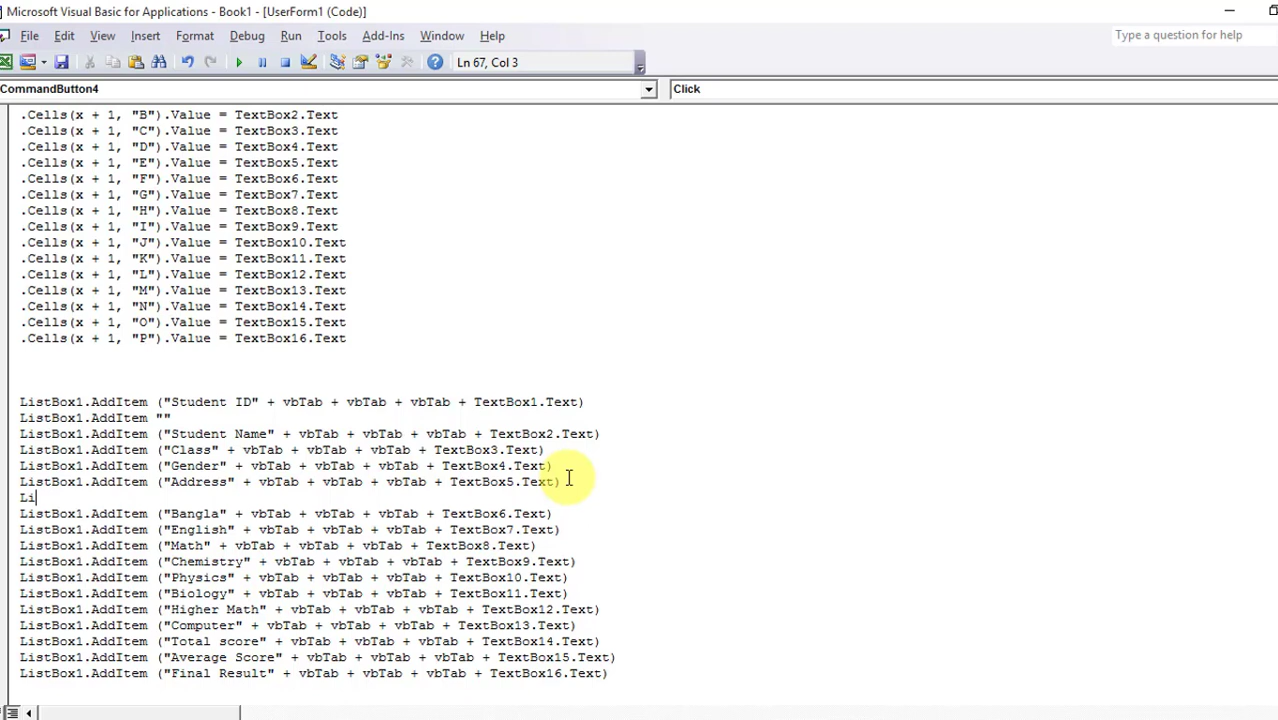 Microsoft Visual Basic for Applications - Book1 - [UserForm1 (Code)]
File Edit View Insert Format Debug Run Tools Add-Ins Window Help Type a question for help
Ln 67, Col 3
CommandButton4 Click
.Cells(x + 1, "B").Value = TextBox2.Text
.Cells(x + 1, "C").Value = TextBox3.Text
.Cells(x + 1, "D").Value = TextBox4.Text
.Cells(x + 1, "E").Value = TextBox5.Text
.Cells(x + 1, "F").Value = TextBox6.Text
.Cells(x + 1, "G").Value = TextBox7.Text
.Cells(x + 1, "H").Value = TextBox8.Text
.Cells(x + 1, "I").Value = TextBox9.Text
.Cells(x + 1, "J").Value = TextBox10.Text
.Cells(x + 1, "K").Value = TextBox11.Text
.Cells(x + 1, "L").Value = TextBox12.Text
.Cells(x + 1, "M").Value = TextBox13.Text
.Cells(x + 1, "N").Value = TextBox14.Text
.Cells(x + 1, "O").Value = TextBox15.Text
.Cells(x + 1, "P").Value = TextBox16.Text
ListBox1.AddItem ("Student ID" + vbTab + vbTab + vbTab + TextBox1.Text)
ListBox1.AddItem ""
ListBox1.AddItem ("Student Name" + vbTab + vbTab + vbTab + TextBox2.Text)
ListBox1.AddItem ("Class" + vbTab + vbTab + vbTab + TextBox3.Text)
ListBox1.AddItem ("Gender" + vbTab + vbTab + vbTab + TextBox4.Text)
ListBox1.AddItem ("Address" + vbTab + vbTab + vbTab + TextBox5.Text)
Li
ListBox1.AddItem ("Bangla" + vbTab + vbTab + vbTab + TextBox6.Text)
ListBox1.AddItem ("English" + vbTab + vbTab + vbTab + TextBox7.Text)
ListBox1.AddItem ("Math" + vbTab + vbTab + vbTab + TextBox8.Text)
ListBox1.AddItem ("Chemistry" + vbTab + vbTab + vbTab + TextBox9.Text)
ListBox1.AddItem ("Physics" + vbTab + vbTab + vbTab + TextBox10.Text)
ListBox1.AddItem ("Biology" + vbTab + vbTab + vbTab + TextBox11.Text)
ListBox1.AddItem ("Higher Math" + vbTab + vbTab + vbTab + TextBox12.Text)
ListBox1.AddItem ("Computer" + vbTab + vbTab + vbTab + TextBox13.Text)
ListBox1.AddItem ("Total score" + vbTab + vbTab + vbTab + TextBox14.Text)
ListBox1.AddItem ("Average Score" + vbTab + vbTab + vbTab + TextBox15.Text)
ListBox1.AddItem ("Final Result" + vbTab + vbTab + vbTab + TextBox16.Text)